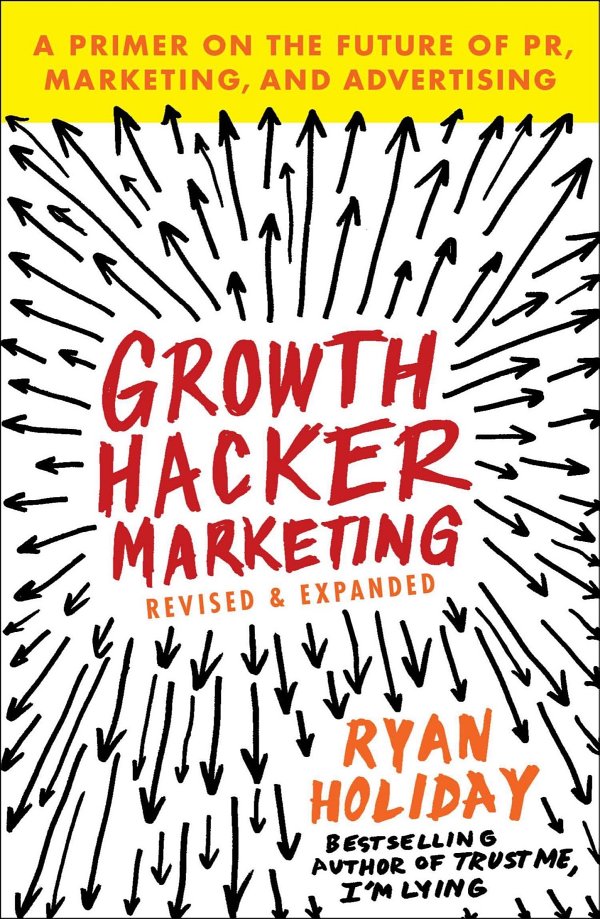 A PRIMER ON THE FUTURE OF PR,
MARKETING, AND ADVERTISING
GROWTH
HACKER
MARKETING
REVISED & EXPANDED
RYAN
HOLIDAY
BESTSELLING
AUTHOR OF TRUST ME,
I'M LYING